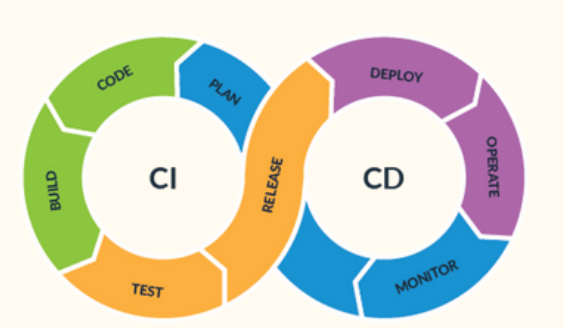 PLAN
CODE
BUILD
TEST
RELEASE
DEPLOY
OPERATE
MONITOR
CI
CD